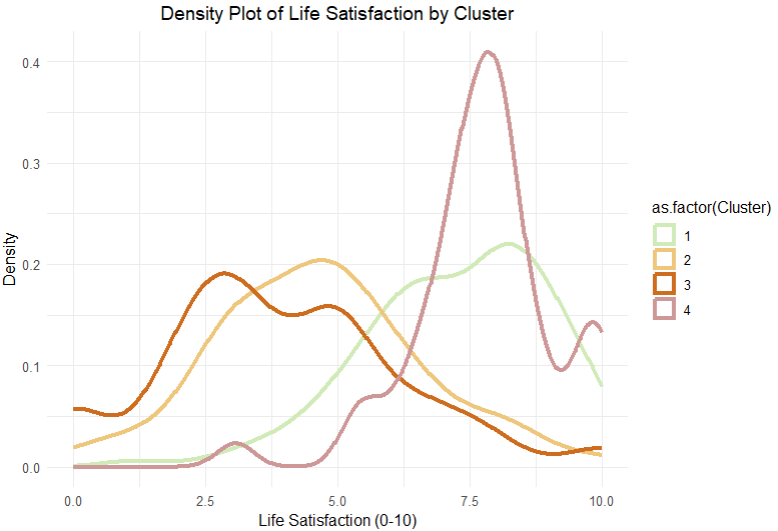 Density Plot of Life Satisfaction by Cluster
Density
0.4
0.3
0.2
0.1
0.0
0.0 2.5 5.0 7.5 10.0
Life Satisfaction (0-10)
as.factor(Cluster)
1
2
3
4